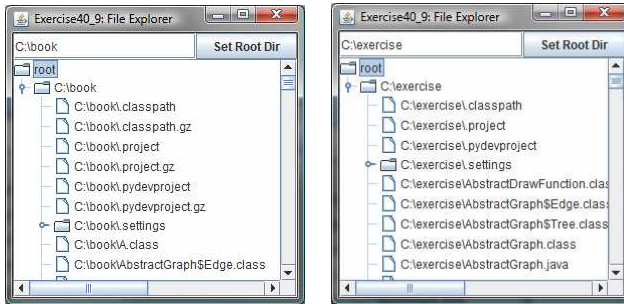 Exercise40_9: File Explorer
C:\book
Set Root Dir
root
C:\book
C:\book\.classpath
C:\book\.classpath.gz
C:\book\.project
C:\book\.project.gz
C:\book\.pydevproject
C:\book\.pydevproject.gz
C:\book\.settings
C:\book\A.class
C:\book\AbstractGraph$Edge.class
Exercise40_9: File Explorer
C:\exercise
Set Root Dir
root
C:\exercise
C:\exercise\.classpath
C:\exercise\.project
C:\exercise\.pydevproject
C:\exercise\.settings
C:\exercise\AbstractDrawFunction.clas
C:\exercise\AbstractGraph$Edge.clas
C:\exercise\AbstractGraph$Tree.class
C:\exercise\AbstractGraph.class
C:\exercise\AbstractGraph.java